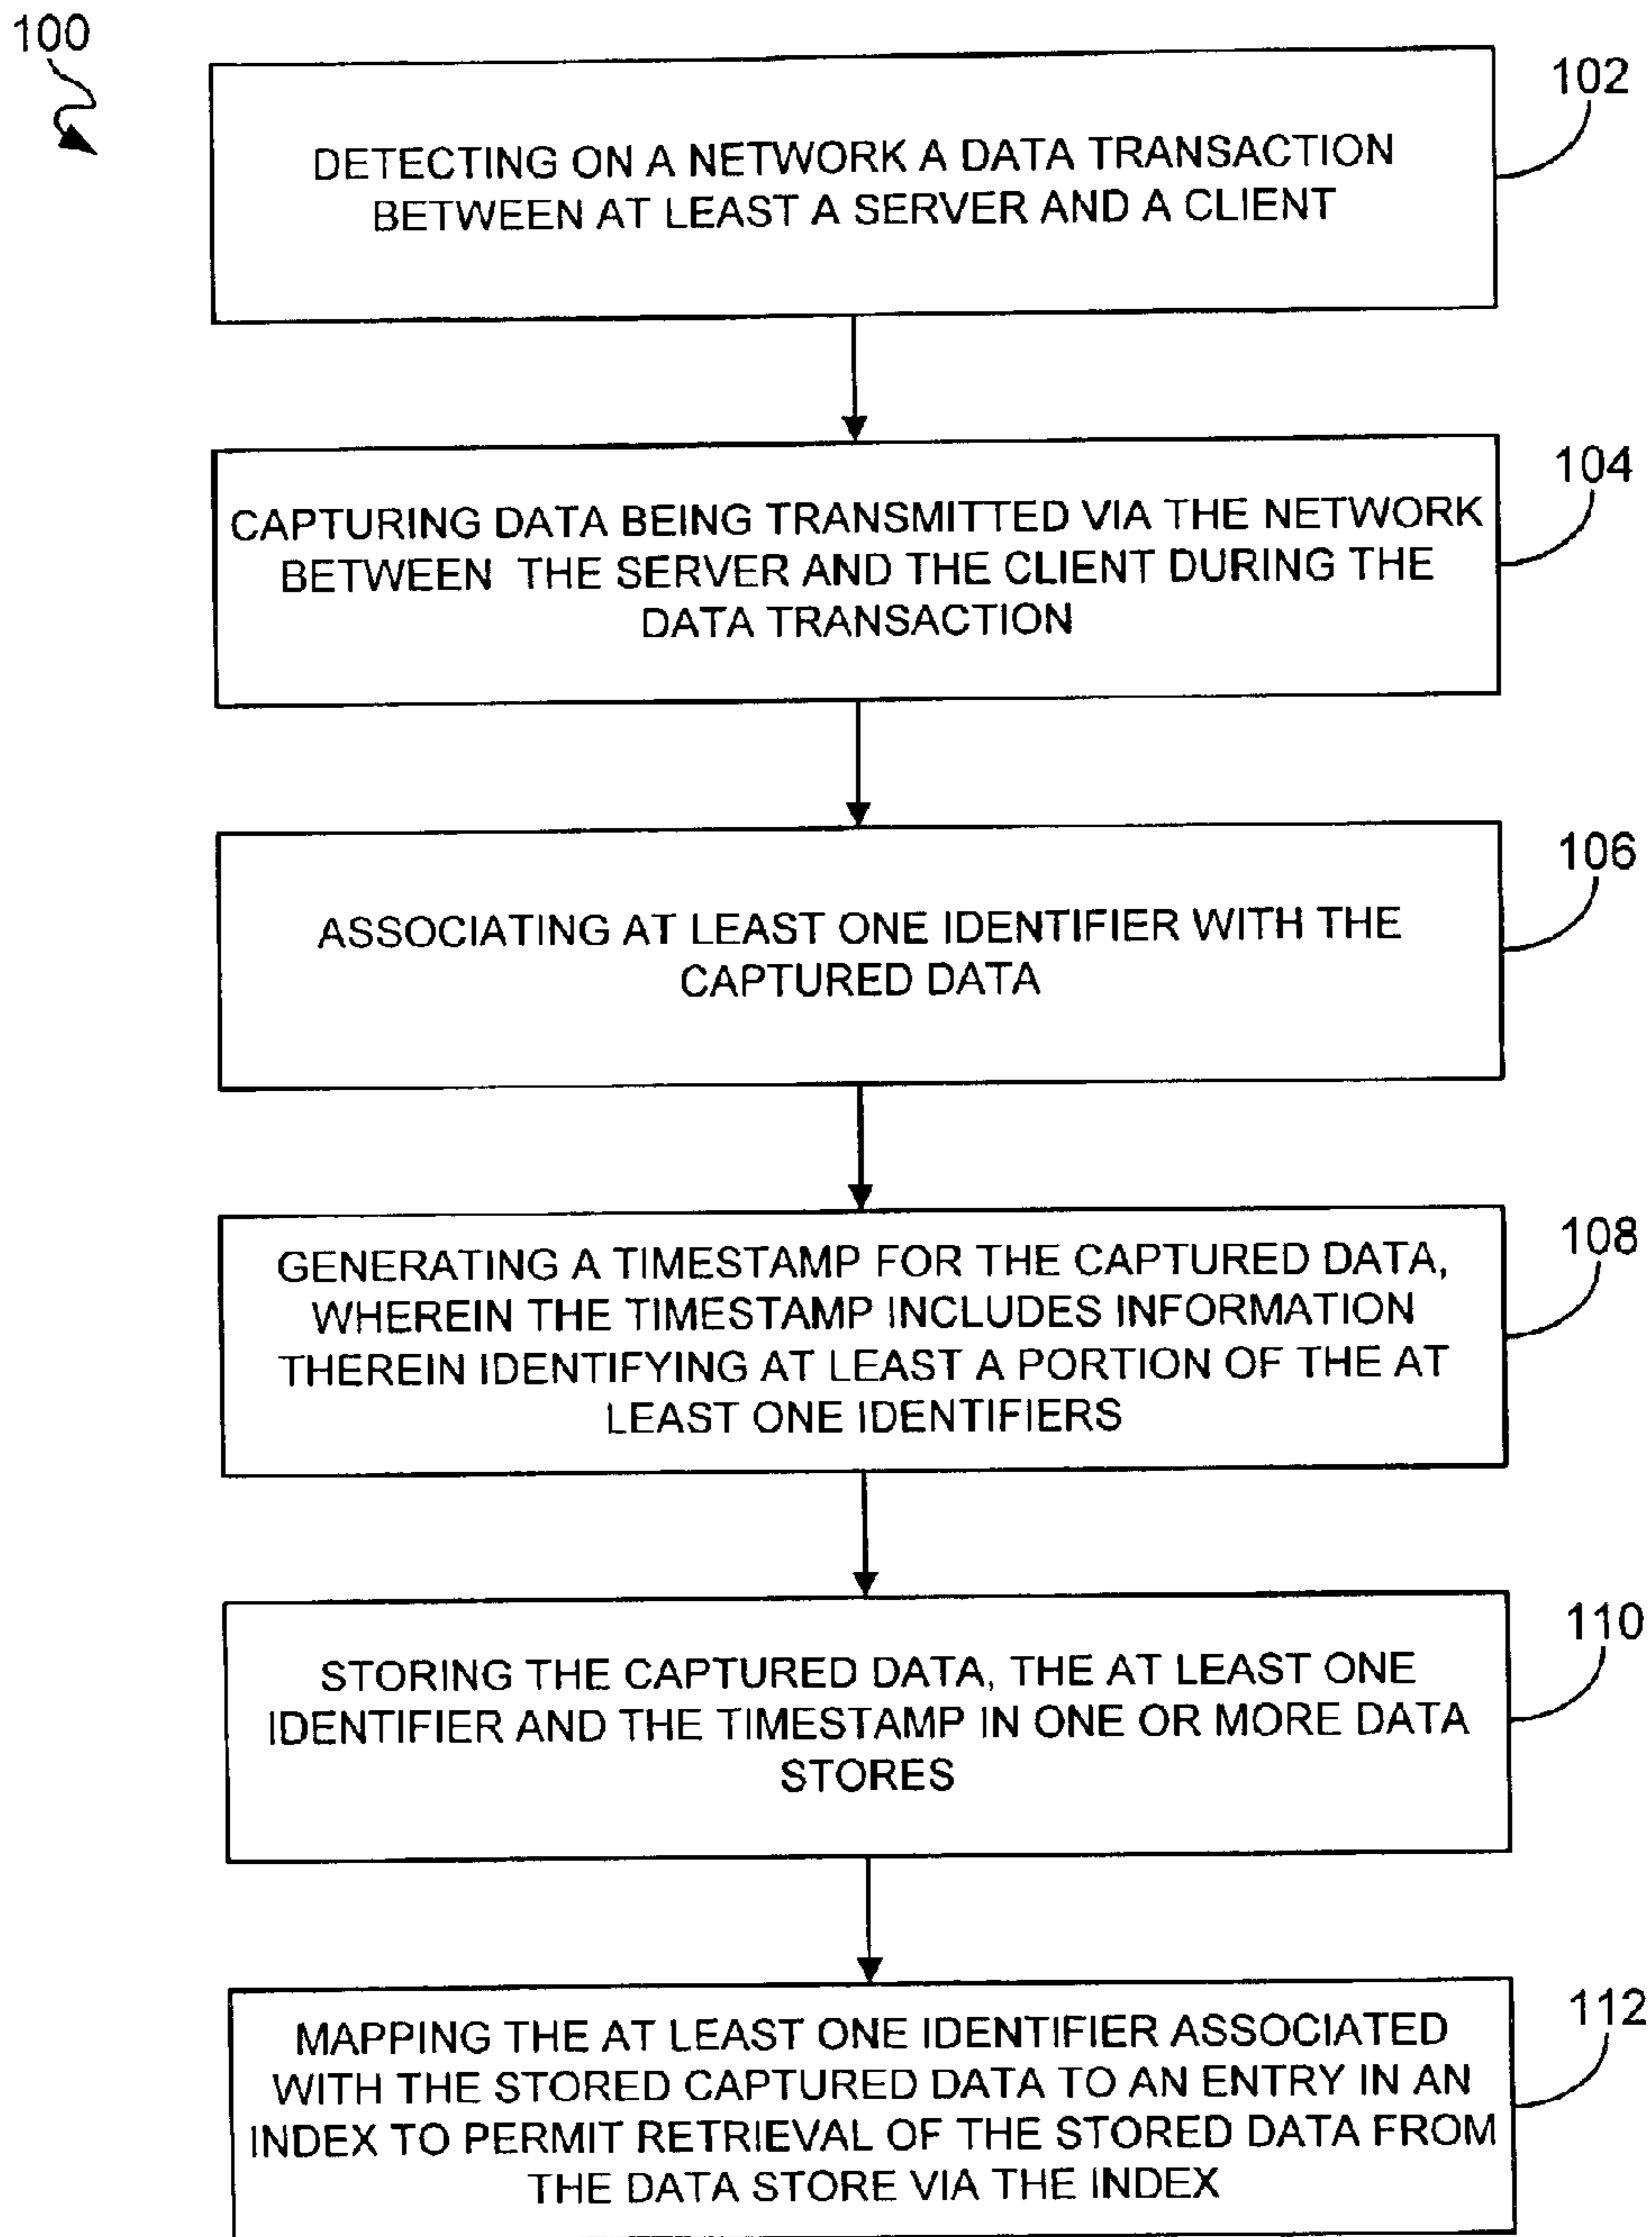 100
102
DETECTING ON A NETWORK A DATA TRANSACTION
BETWEEN AT LEAST A SERVER AND A CLIENT
104
CAPTURING DATA BEING TRANSMITTED VIA THE NETWORK
BETWEEN THE SERVER AND THE CLIENT DURING THE
DATA TRANSACTION
106
ASSOCIATING AT LEAST ONE IDENTIFIER WITH THE
CAPTURED DATA
108
GENERATING A TIMESTAMP FOR THE CAPTURED DATA,
WHEREIN THE TIMESTAMP INCLUDES INFORMATION
THEREIN IDENTIFYING AT LEAST A PORTION OF THE AT
LEAST ONE IDENTIFIERS
110
STORING THE CAPTURED DATA, THE AT LEAST ONE
IDENTIFIER AND THE TIMESTAMP IN ONE OR MORE DATA
STORES
112
MAPPING THE AT LEAST ONE IDENTIFIER ASSOCIATED
WITH THE STORED CAPTURED DATA TO AN ENTRY IN AN
INDEX TO PERMIT RETRIEVAL OF THE STORED DATA FROM
THE DATA STORE VIA THE INDEX